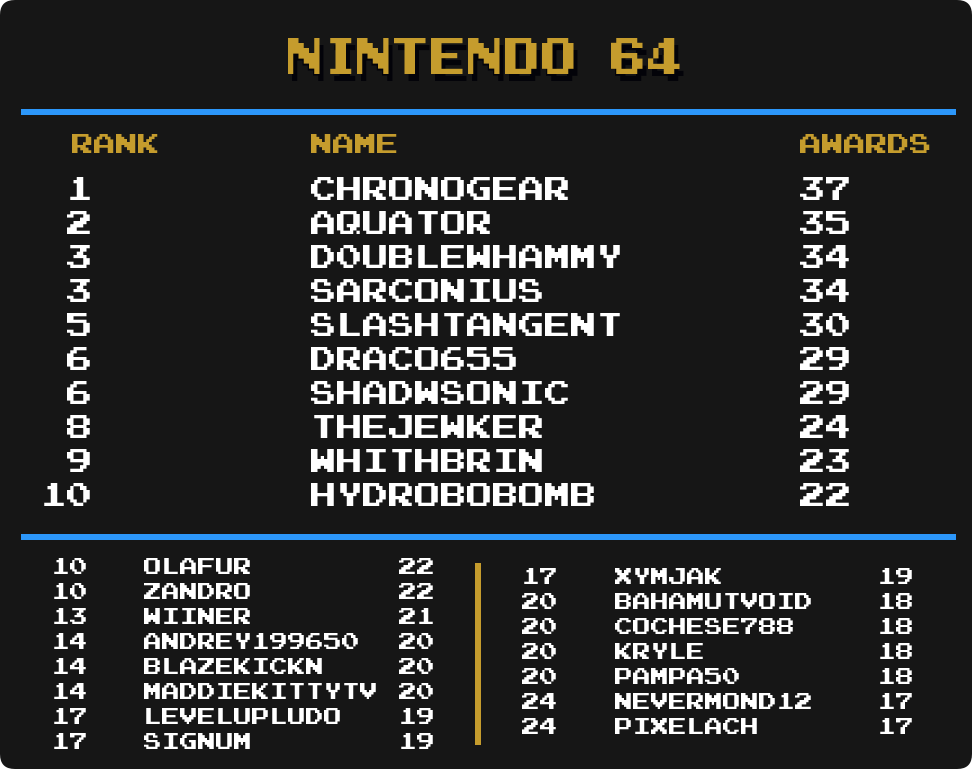 NINTENDO 64
RANK NAME AWARDS
1 CHRONOGEAR 37
2 AQUATOR 35
3 DOUBLEWHAMMY 34
3 SARCONIUS 34
5 SLASHTANGENT 30
6 DRACO655 29
6 SHADWSONIC 29
8 THEJEWKER 24
9 WHITHBRIN 23
10 HYDROBOBOMB 22
10 OLAFUR 22
10 ZANDRO 22
13 WIINER 21
14 ANDREY199650 20
14 BLAZEKICKN 20
14 MADDIEKITTYTV 20
17 LEVELUPLUDO 19
17 SIGNUM 19
17 XYMJAK 19
20 BAHAMUTVOID 18
20 COCHESE788 18
20 KRYLE 18
20 PAMPA50 18
24 NEVERMOND12 17
24 PIXELACH 17